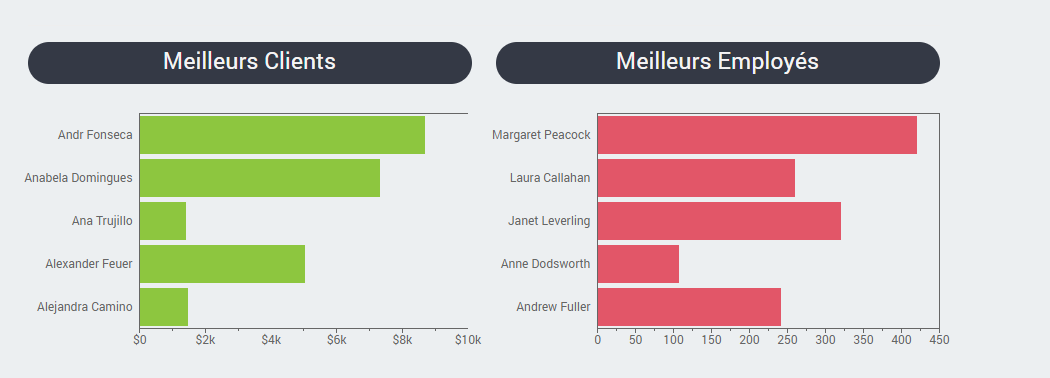 Meilleurs Clients
Andr Fonseca
Anabela Domingues
Ana Trujillo
Alexander Feuer
Alejandra Camino
$0 $2k $4k $6k $8k $10k
Meilleurs Employés
Margaret Peacock
Laura Callahan
Janet Leverling
Anne Dodsworth
Andrew Fuller
0 50 100 150 200 250 300 350 400 450